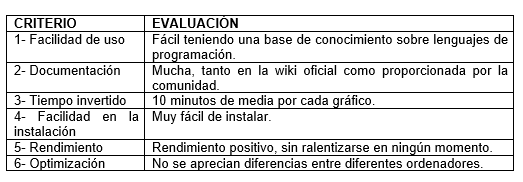 CRITERIO EVALUACIÓN
1- Facilidad de uso Fácil teniendo una base de conocimiento sobre lenguajes de
programación.
2- Documentación Mucha, tanto en la wiki oficial como proporcionada por la
comunidad.
3- Tiempo invertido 10 minutos de media por cada gráfico.
4- Facilidad en la Muy fácil de instalar.
instalación
5- Rendimiento Rendimiento positivo, sin ralentizarse en ningún momento.
6- Optimización No se aprecian diferencias entre diferentes ordenadores.